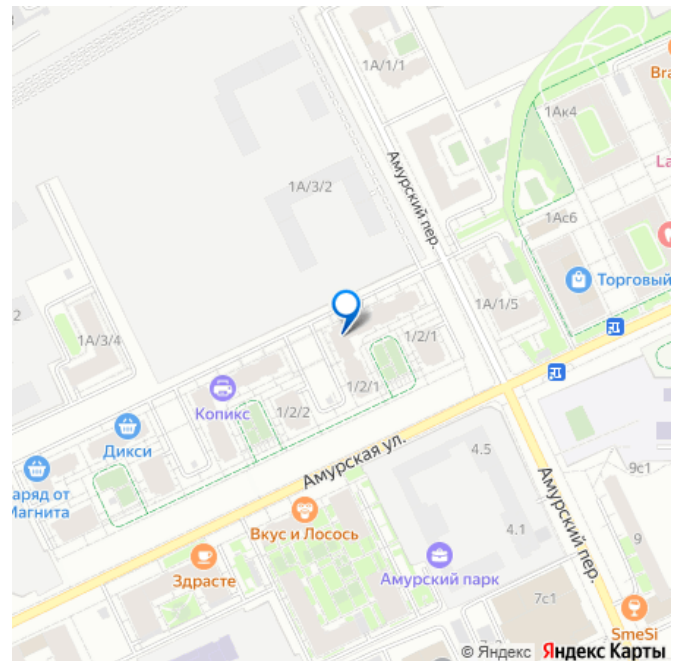 1А/1/1
Bra
1Ак4
Амурский пер.
La
1А/3/2
1Ас6
Торговый
2
1А/1/5
1А/3/4
1/2/1
Копикс
1/2/1
1/2/2
Дикси
Амурская ул.
4.5
9с1
аряд от
Магнита
Вкус и Лосось
Амурский пер.
4.1
9
Здрасте
Амурский парк
7с1
SmeSi
© Яндекс Яндекс Карты